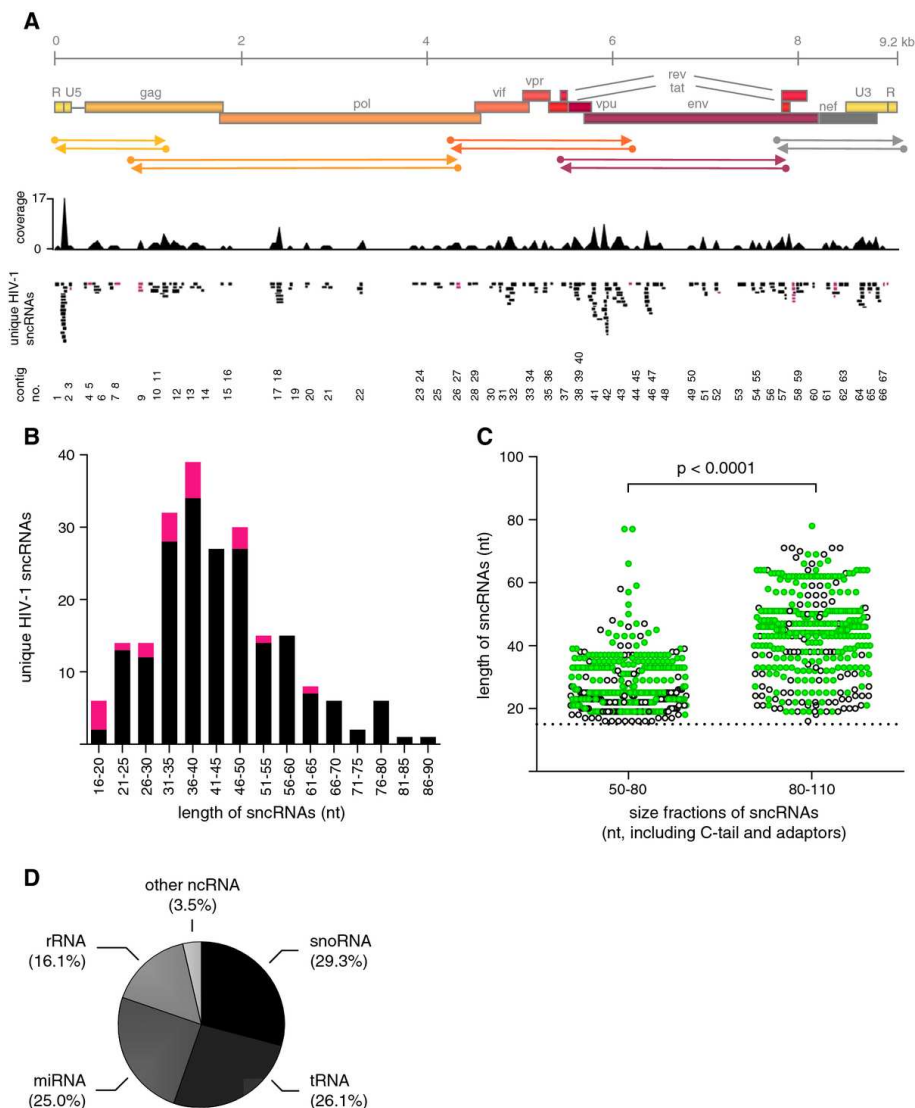 A
0 2 4 6 8 9.2 kb
R U5 gag pol vif vpr rev
tat
vpu env nef U3 R
coverage
17
0
unique HIV-1
sncRNAs
contig
no.
1 2 3 4 5 6 7 8 9 10 11 12 13 14 15 16 17 18 19 20 21 22 23 24 25 26 27 28 29 30 31 32 33 34 35 36 37 38 39 40 41 42 43 44 45 46 47 48 49 50 51 52 53 54 55 56 57 58 59 60 61 62 63 64 65 66 67
B
unique HIV-1 sncRNAs
40
30
20
10
16-20 21-25 26-30 31-35 36-40 41-45 46-50 51-55 56-60 61-65 66-70 71-75 76-80 81-85 86-90
length of sncRNAs (nt)
C
length of sncRNAs (nt)
100
80
60
40
20
p < 0.0001
50-80 80-110
size fractions of sncRNAs
(nt, including C-tail and adaptors)
D
other ncRNA
(3.5%)
rRNA
(16.1%)
snoRNA
(29.3%)
miRNA
(25.0%)
tRNA
(26.1%)